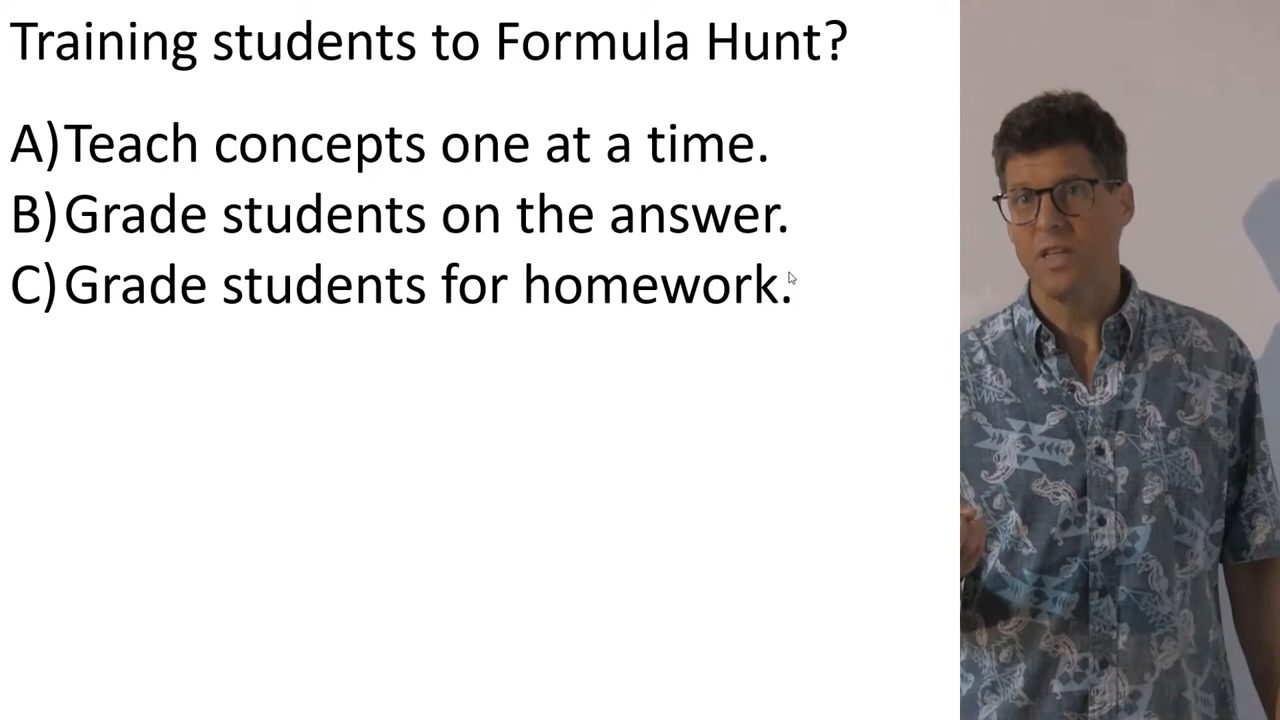 Training students to Formula Hunt?
A) Teach concepts one at a time.
B) Grade students on the answer.
C) Grade students for homework.